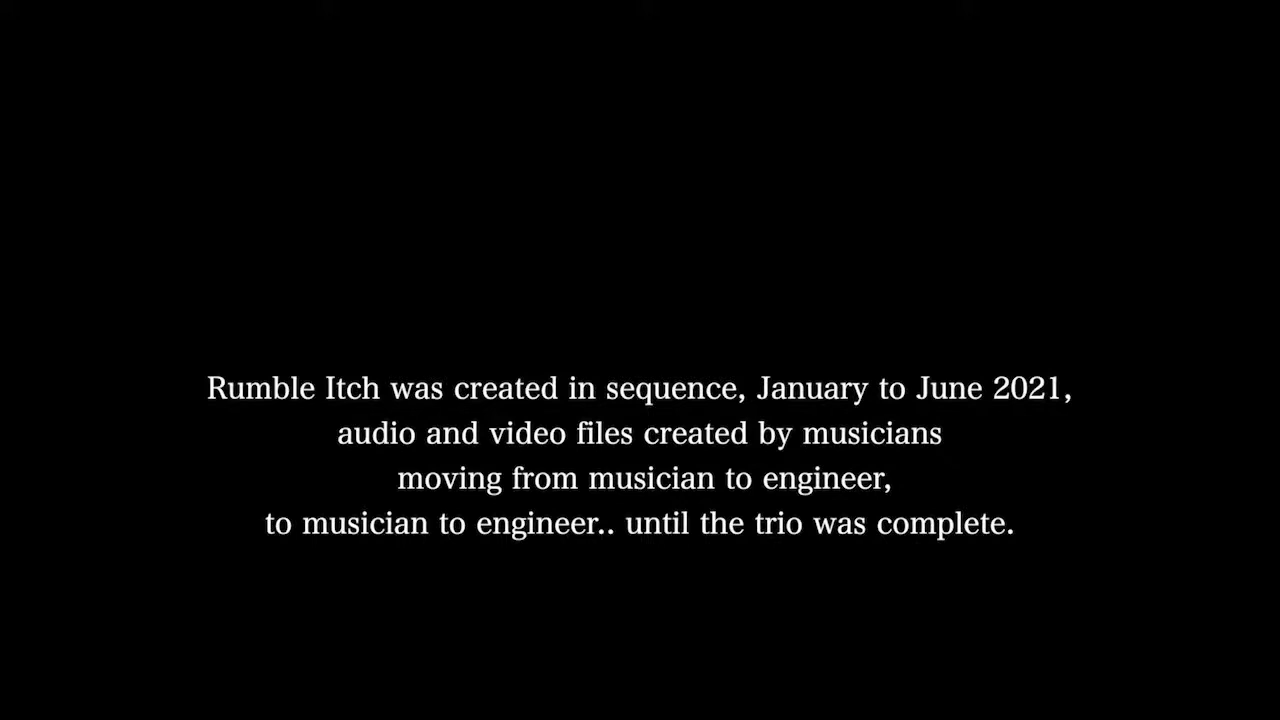 Rumble Itch was created in sequence, January to June 2021,
audio and video files created by musicians
moving from musician to engineer,
to musician to engineer.. until the trio was complete.